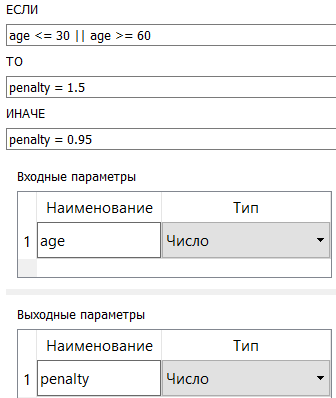 ЕСЛИ
age <= 30 || age >= 60
ТО
penalty = 1.5
ИНАЧЕ
penalty = 0.95
Входные параметры
Наименование Тип
1 age Число
Выходные параметры
Наименование Тип
1 penalty Число